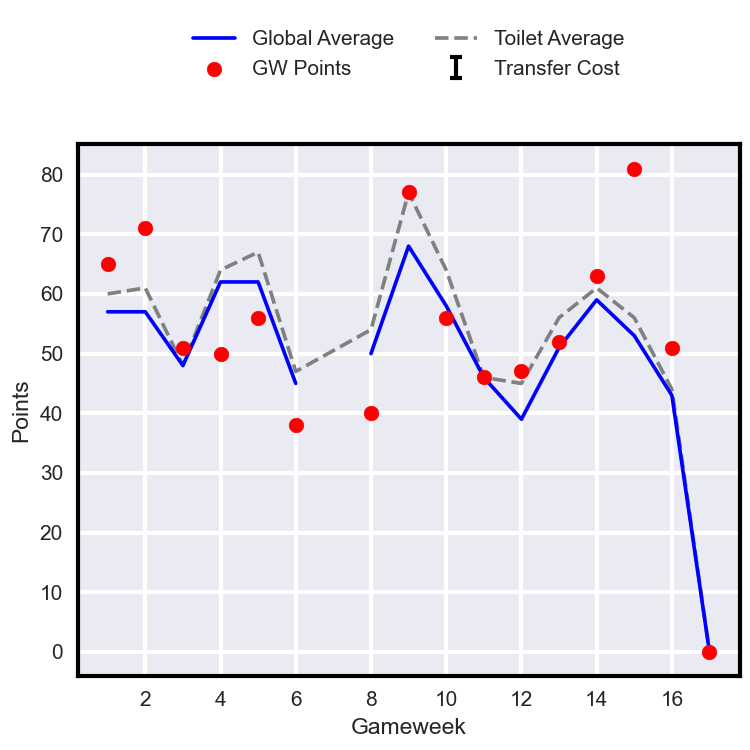 Global Average
Toilet Average
GW Points
Transfer Cost
80
70
60
50
40
30
20
10
0
Points
2 4 6 8 10 12 14 16
Gameweek